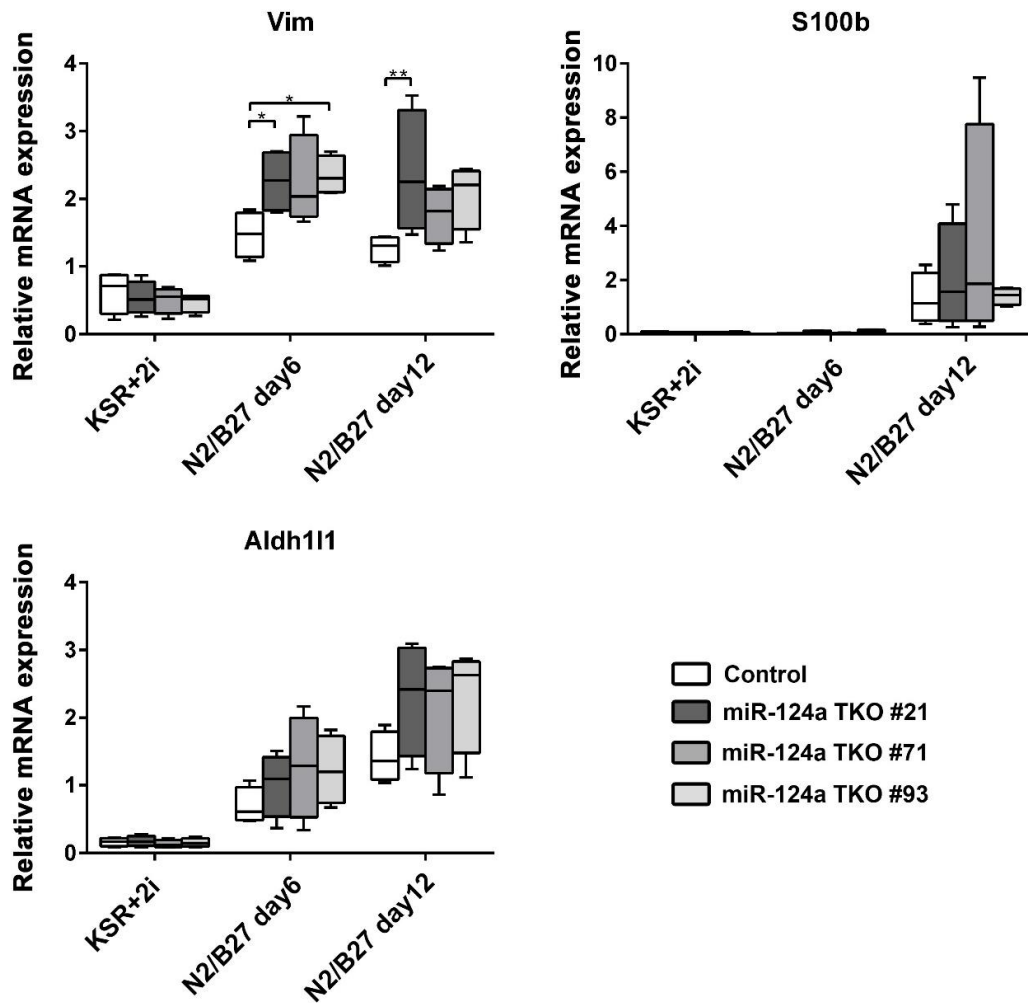 Vim
Relative mRNA expression
4
3
2
1
0
*
*
**
KSR+2i
N2/B27 day6
N2/B27 day12
S100b
Relative mRNA expression
10
8
6
4
2
0
KSR+2i
N2/B27 day6
N2/B27 day12
Aldh1l1
Relative mRNA expression
4
3
2
1
0
KSR+2i
N2/B27 day6
N2/B27 day12
Control
miR-124a TKO #21
miR-124a TKO #71
miR-124a TKO #93